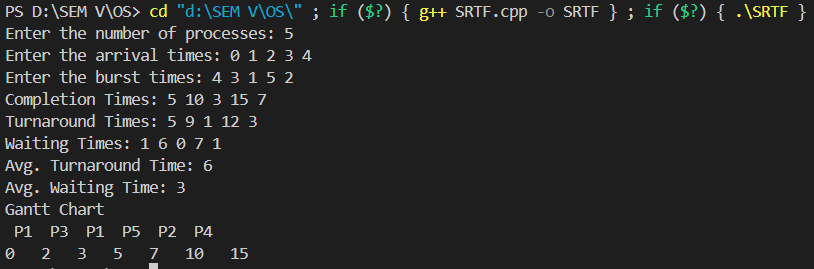 PS D:\SEM V\OS> cd "d:\SEM V\OS\" ; if ($?) { g++ SRTF.cpp -o SRTF } ; if ($?) { .\SRTF }
Enter the number of processes: 5
Enter the arrival times: 0 1 2 3 4
Enter the burst times: 4 3 1 5 2
Completion Times: 5 10 3 15 7
Turnaround Times: 5 9 1 12 3
Waiting Times: 1 6 0 7 1
Avg. Turnaround Time: 6
Avg. Waiting Time: 3
Gantt Chart
 P1  P3  P1  P5  P2  P4
0   2   3   5   7   10   15